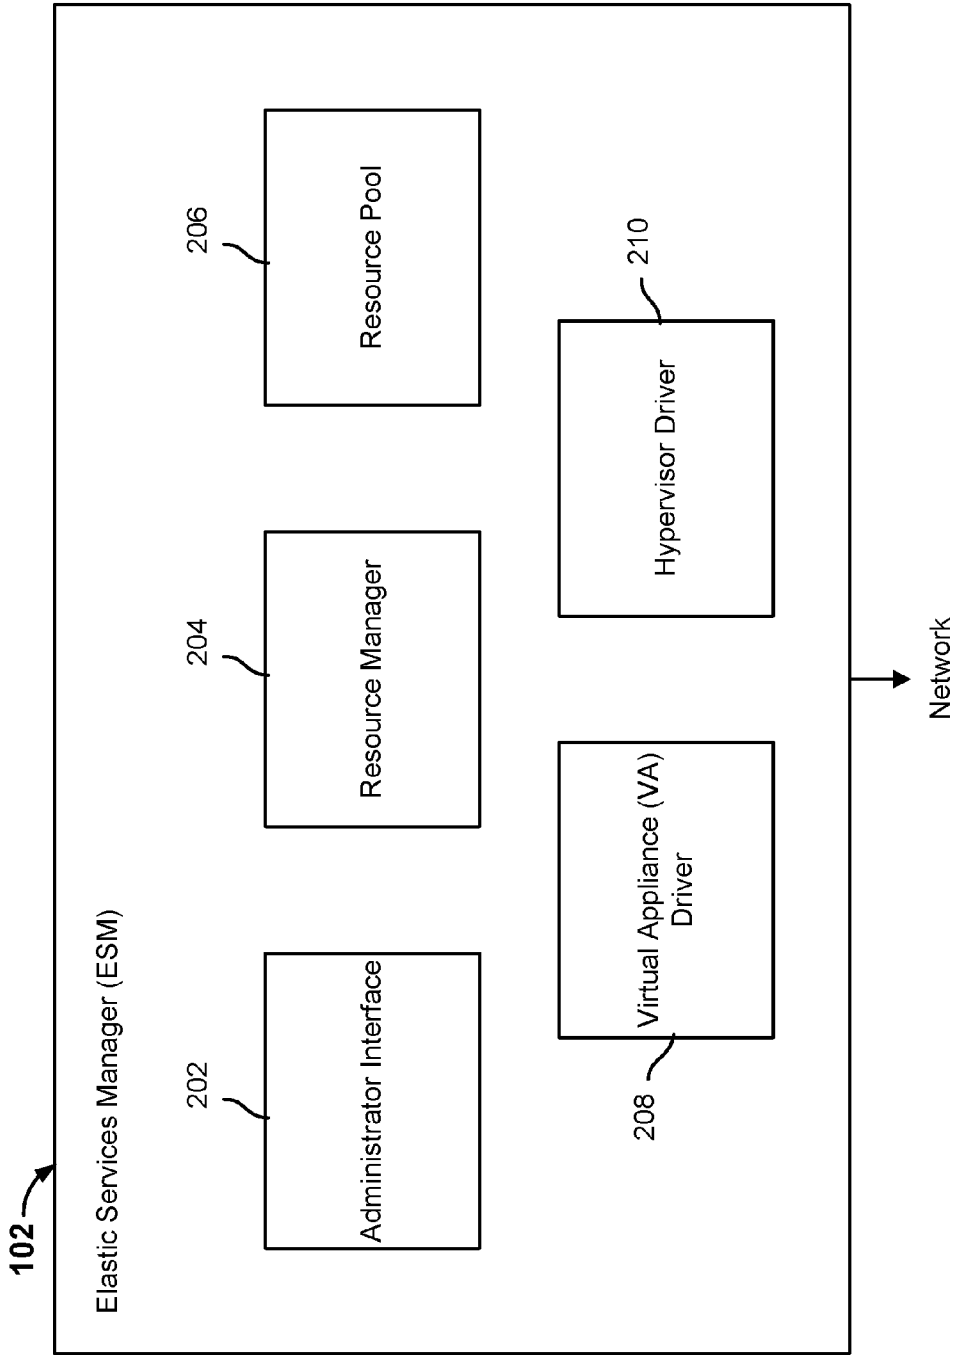 102
Elastic Services Manager (ESM)
202
204
206
Administrator Interface
Resource Manager
Resource Pool
208
Virtual Appliance (VA)
Driver
Hypervisor Driver
210
Network